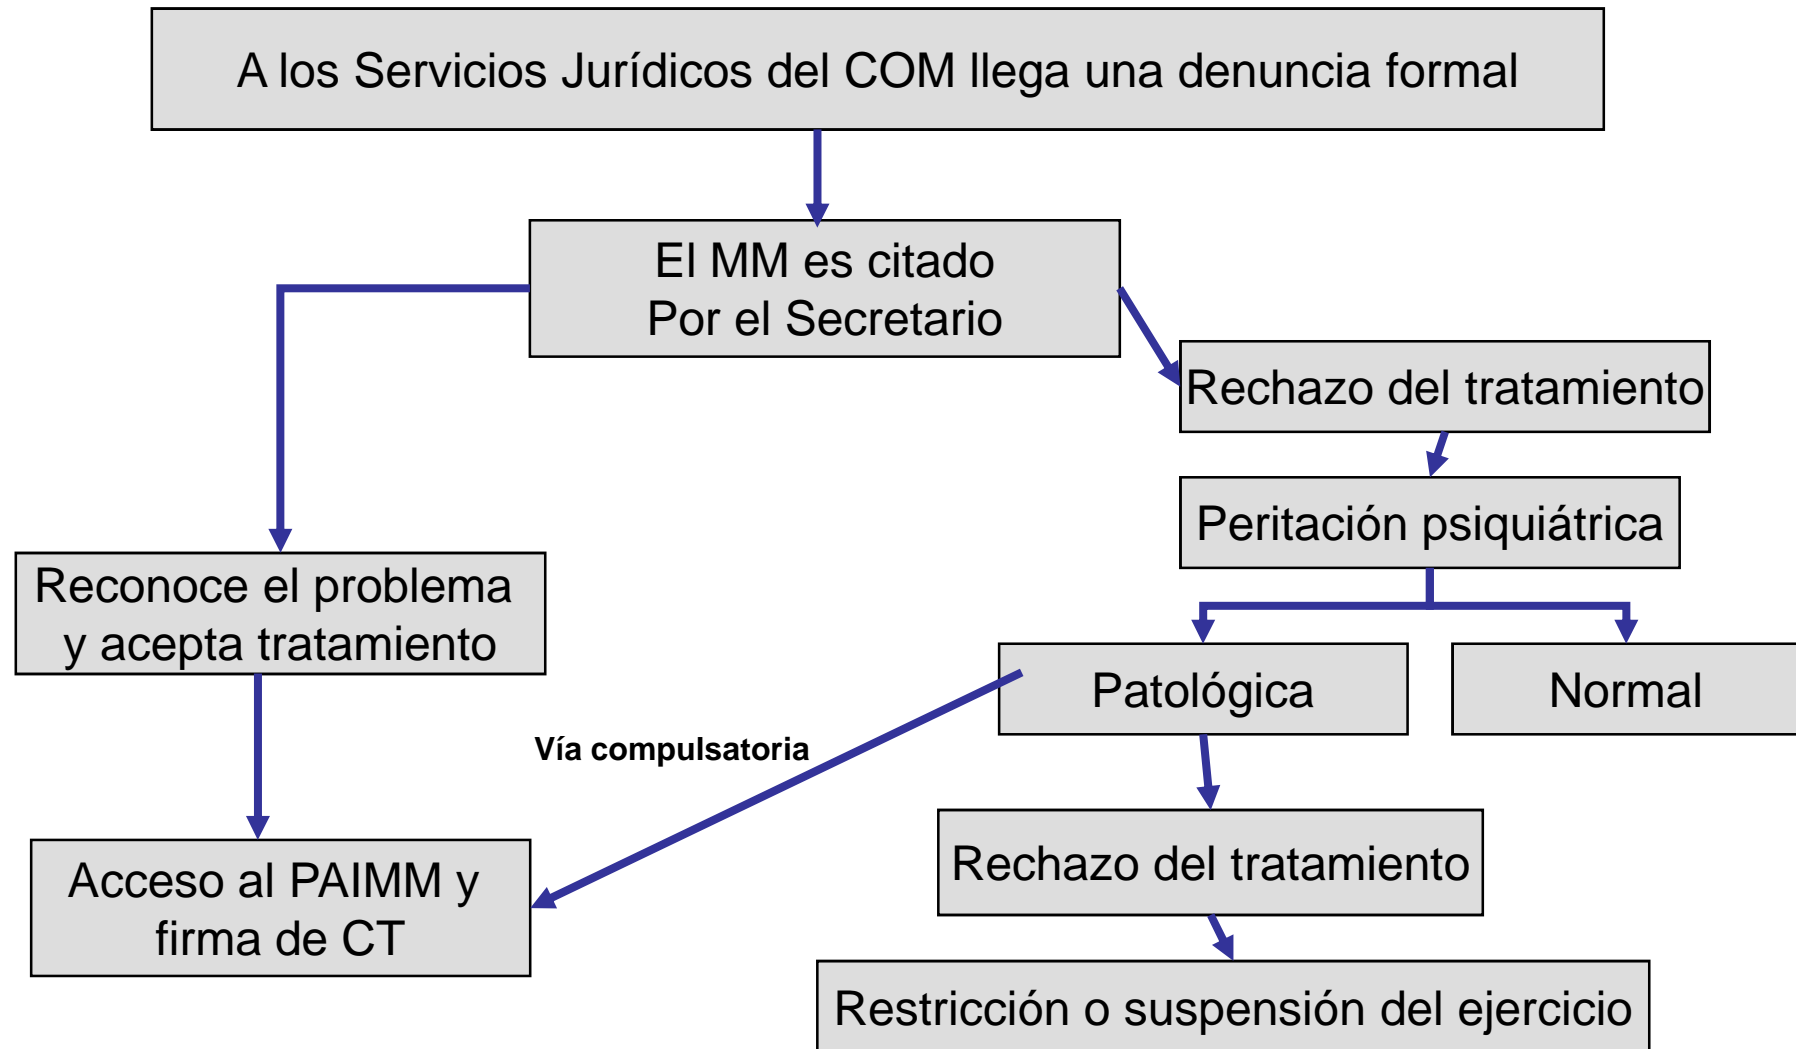 A los Servicios Jurídicos del COM llega una denuncia formal
El MM es citado
Por el Secretario
Rechazo del tratamiento
Peritación psiquiátrica
Reconoce el problema
y acepta tratamiento
Patológica
Normal
Vía compulsatoria
Rechazo del tratamiento
Acceso al PAIMM y
firma de CT
Restricción o suspensión del ejercicio